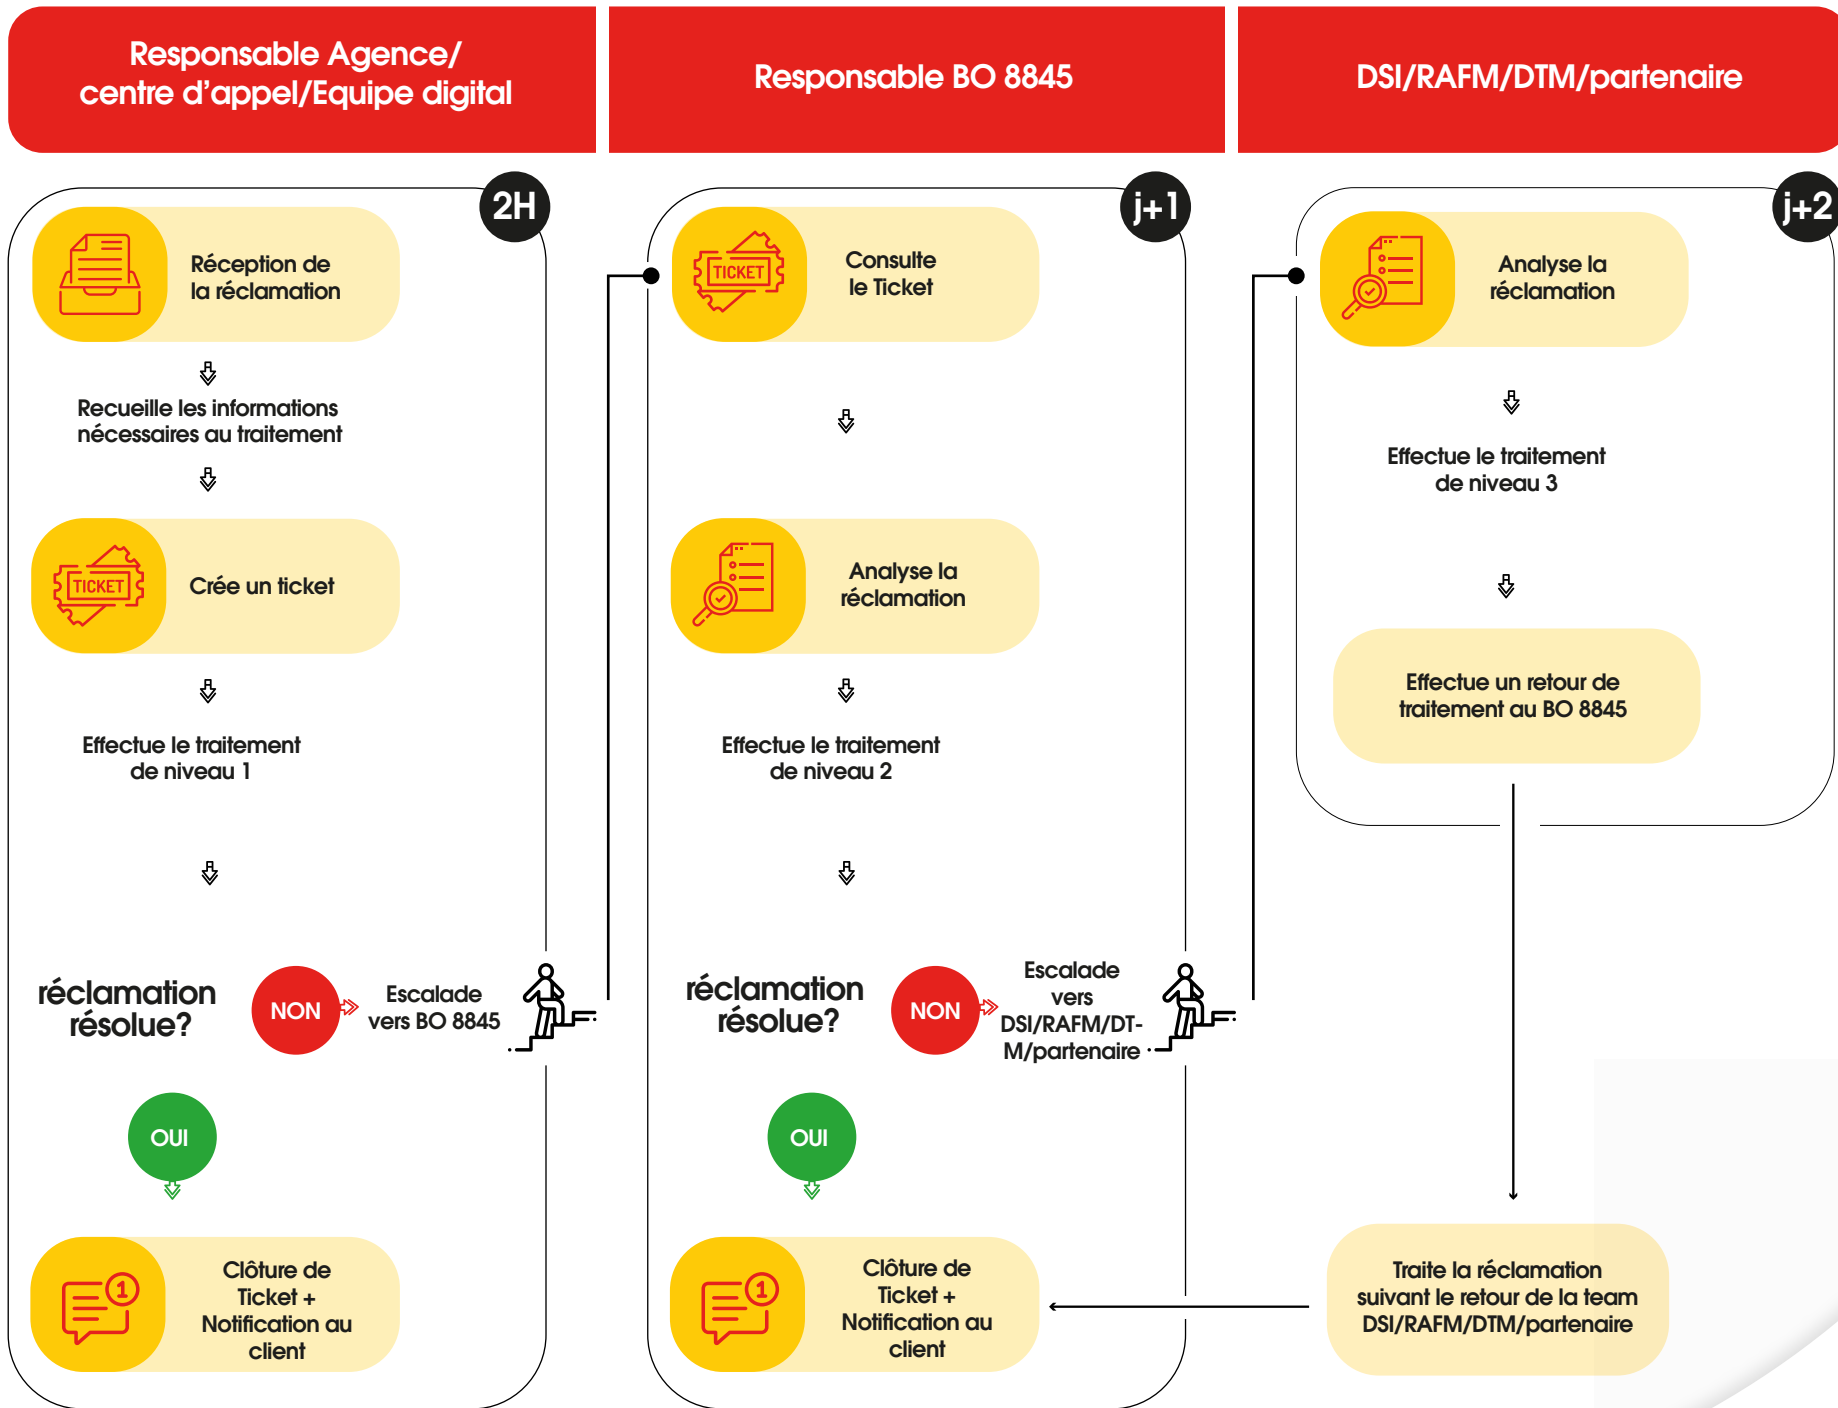 Responsable Agence/
centre d'appel/Equipe digital
Responsable BO 8845
DSI/RAFM/DTM/partenaire
2H
Réception de
la réclamation
Recueille les informations
nécessaires au traitement
TICKET
Crée un ticket
Effectue le traitement
de niveau 1
réclamation
résolue?
NON
Escalade
vers BO 8845
OUI
1
Clôture de
Ticket +
Notification au
client
j+1
TICKET
Consulte
le Ticket
Analyse la
réclamation
Effectue le traitement
de niveau 2
réclamation
résolue?
NON
Escalade
vers
DSI/RAFM/DT-
M/partenaire
OUI
1
Clôture de
Ticket +
Notification au
client
j+2
Analyse la
réclamation
Effectue le traitement
de niveau 3
Effectue un retour de
traitement au BO 8845
Traite la réclamation
suivant le retour de la team
DSI/RAFM/DTM/partenaire